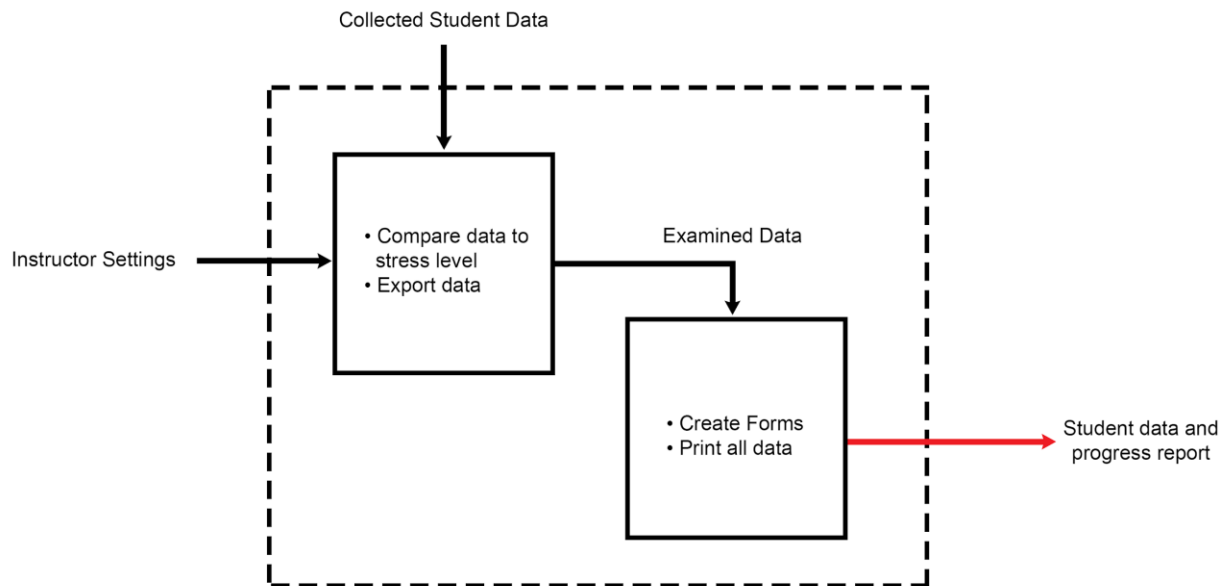 Collected Student Data
Instructor Settings
• Compare data to
stress level
• Export data
Examined Data
• Create Forms
• Print all data
Student data and
progress report